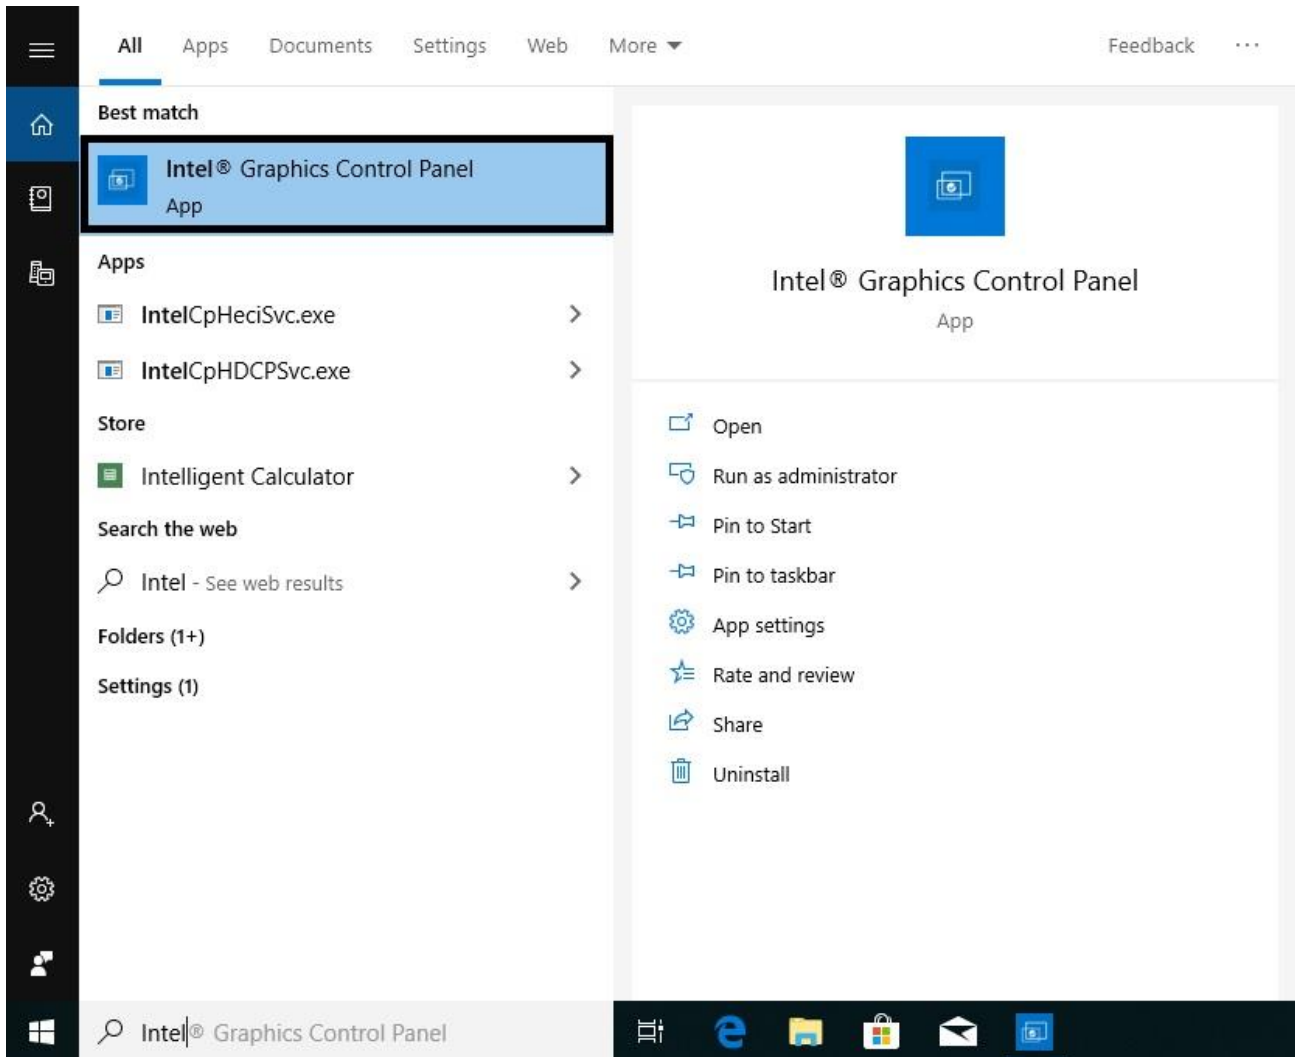 All Apps Documents Settings Web More Feedback ...
Best match
Intel® Graphics Control Panel
App
Apps
IntelCpHeciSvc.exe
IntelCpHDCPSvc.exe
Store
Intelligent Calculator
Search the web
Intel - See web results
Folders (1+)
Settings (1)
Intel® Graphics Control Panel
Intel® Graphics Control Panel
App
Open
Run as administrator
Pin to Start
Pin to taskbar
App settings
Rate and review
Share
Uninstall